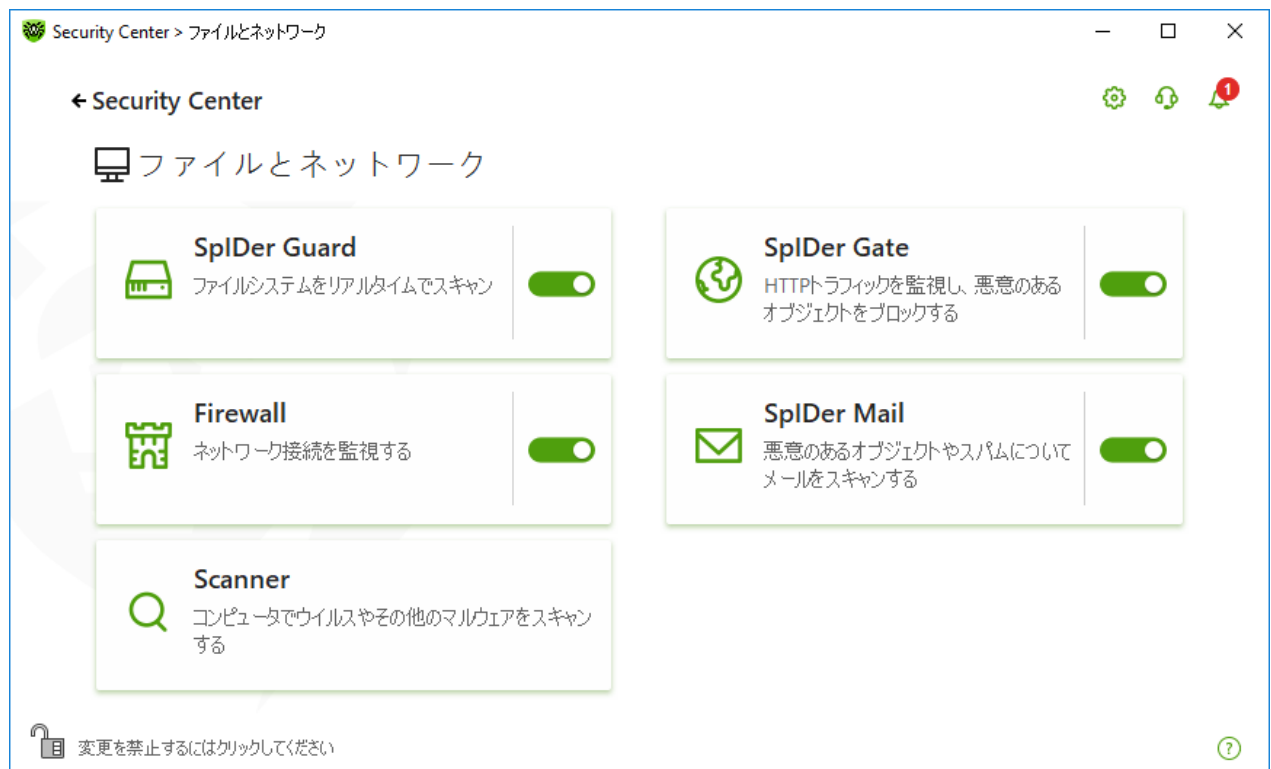 Security Center > ファイルとネットワーク
Security Center
1
ファイルとネットワーク
SpIDer Guard
ファイルシステムをリアルタイムでスキャン
SpIDer Gate
HTTPトラフィックを監視し、悪意のある
オブジェクトをブロックする
Firewall
ネットワーク接続を監視する
SpIDer Mail
悪意のあるオブジェクトやスパムについて
メールをスキャンする
Scanner
コンピュータでウイルスやその他のマルウェアをスキャン
する
変更を禁止するにはクリックしてください
?